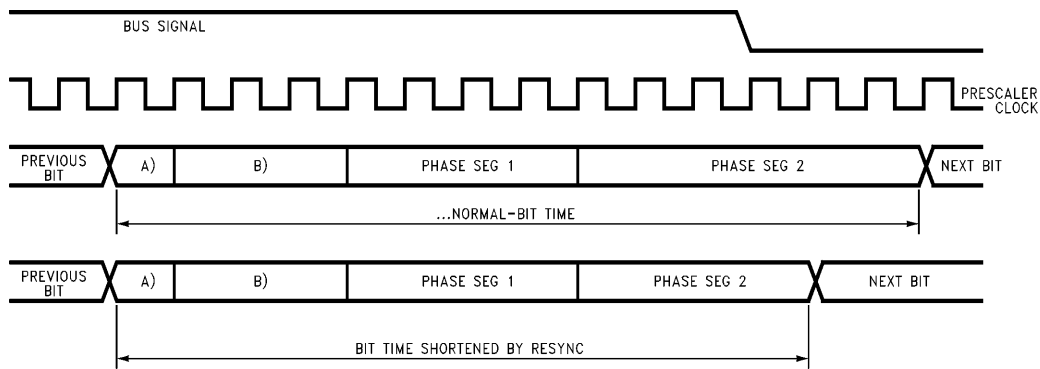 BUS SIGNAL
PRESCALER
CLOCK
PREVIOUS
BIT
A)
B)
PHASE SEG 1
PHASE SEG 2
NEXT BIT
...NORMAL-BIT TIME
PREVIOUS
BIT
A)
B)
PHASE SEG 1
PHASE SEG 2
NEXT BIT
BIT TIME SHORTENED BY RESYNC